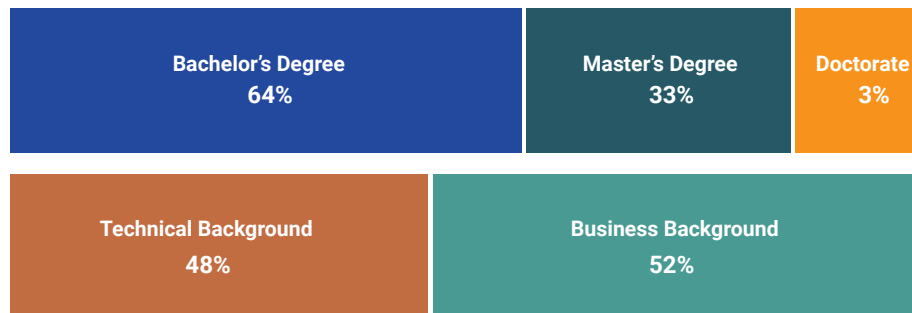 Bachelor’s Degree
64%
Master’s Degree
33%
Doctorate
3%
Technical Background
48%
Business Background
52%